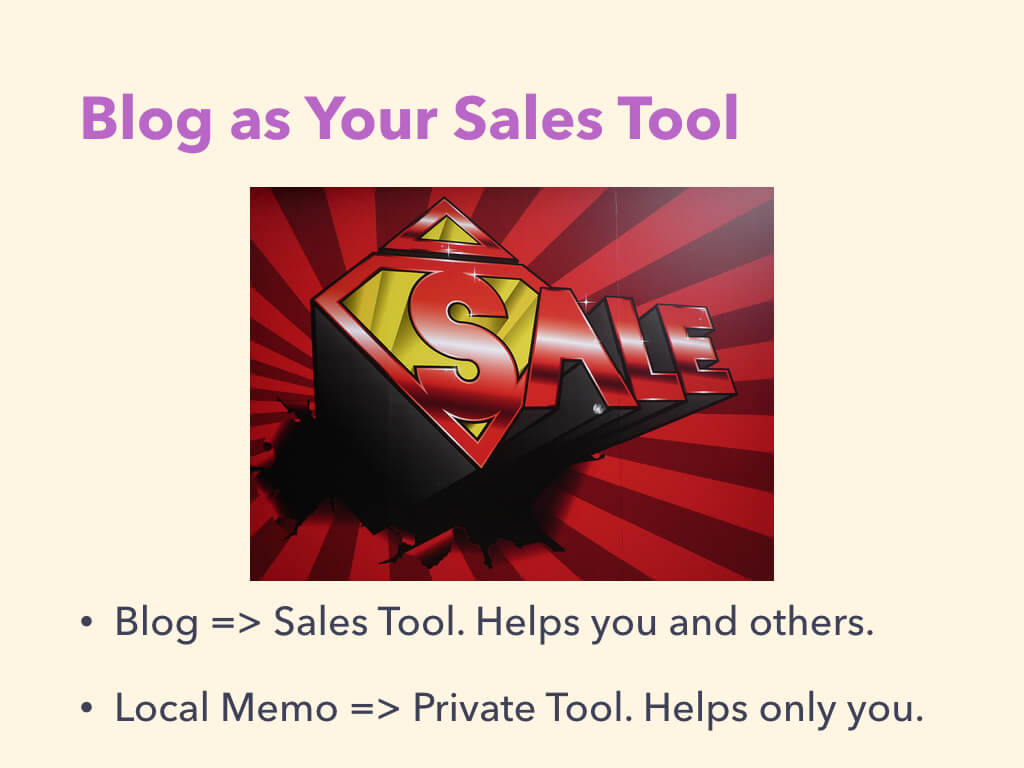 Blog as Your Sales Tool
SALE
• Blog => Sales Tool. Helps you and others.
• Local Memo => Private Tool. Helps only you.